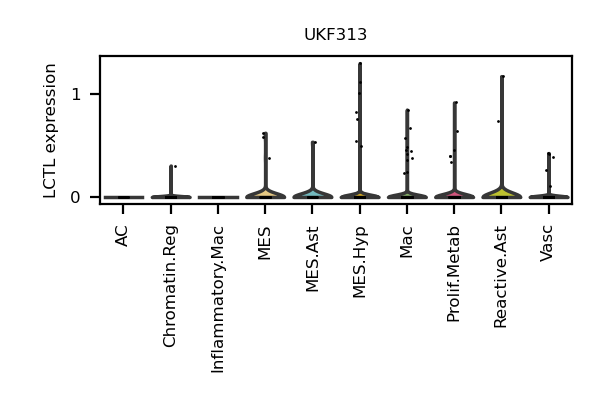 UKF313
LCTL expression
1
0
AC
Chromatin.Reg
Inflammatory.Mac
MES
MES.Ast
MES.Hyp
Mac
Prolif.Metab
Reactive.Ast
Vasc